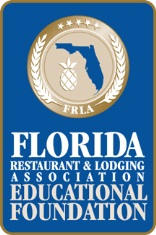 FRLA
FLORIDA
RESTAURANT & LODGING
ASSOCIATION
EDUCATIONAL
FOUNDATION